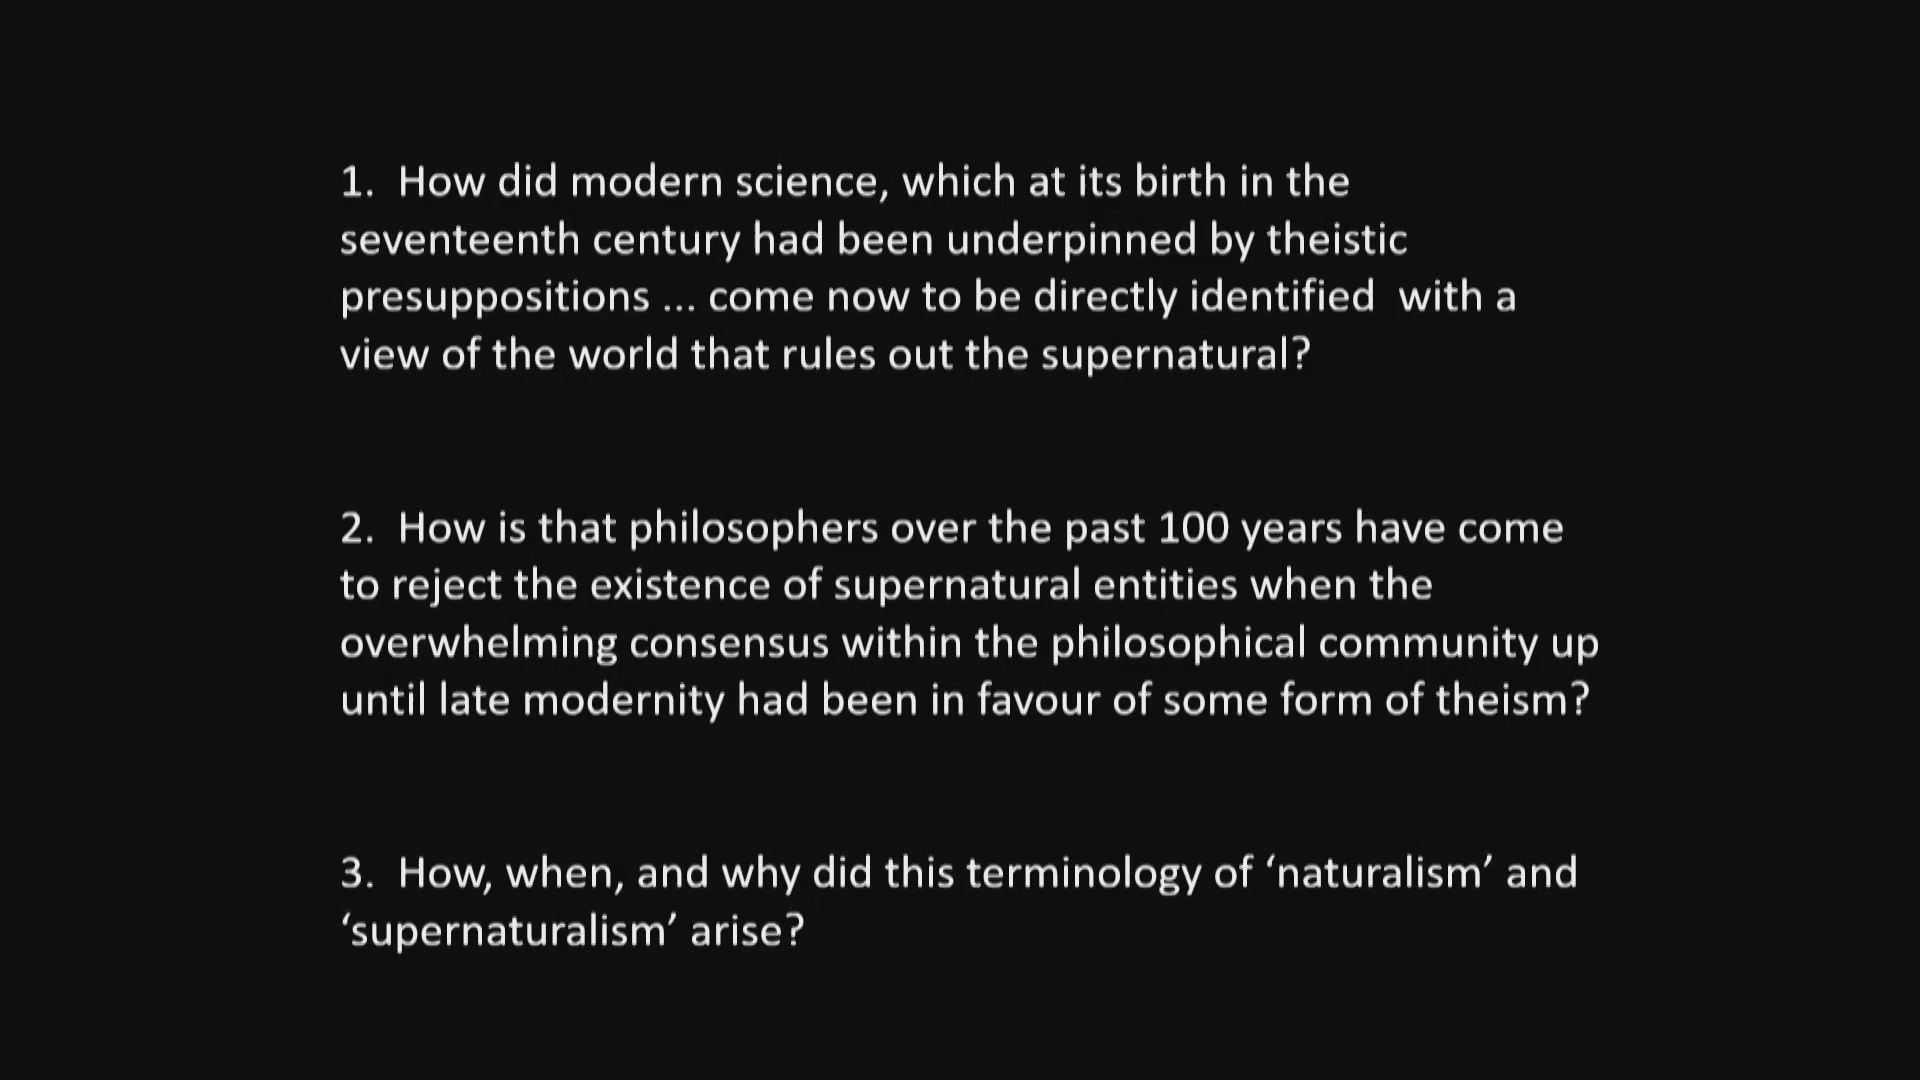 1.  How did modern science, which at its birth in the
seventeenth century had been underpinned by theistic
presuppositions ... come now to be directly identified  with a
view of the world that rules out the supernatural?
2.  How is that philosophers over the past 100 years have come
to reject the existence of supernatural entities when the
overwhelming consensus within the philosophical community up
until late modernity had been in favour of some form of theism?
3.  How, when, and why did this terminology of ‘naturalism’ and
‘supernaturalism’ arise?